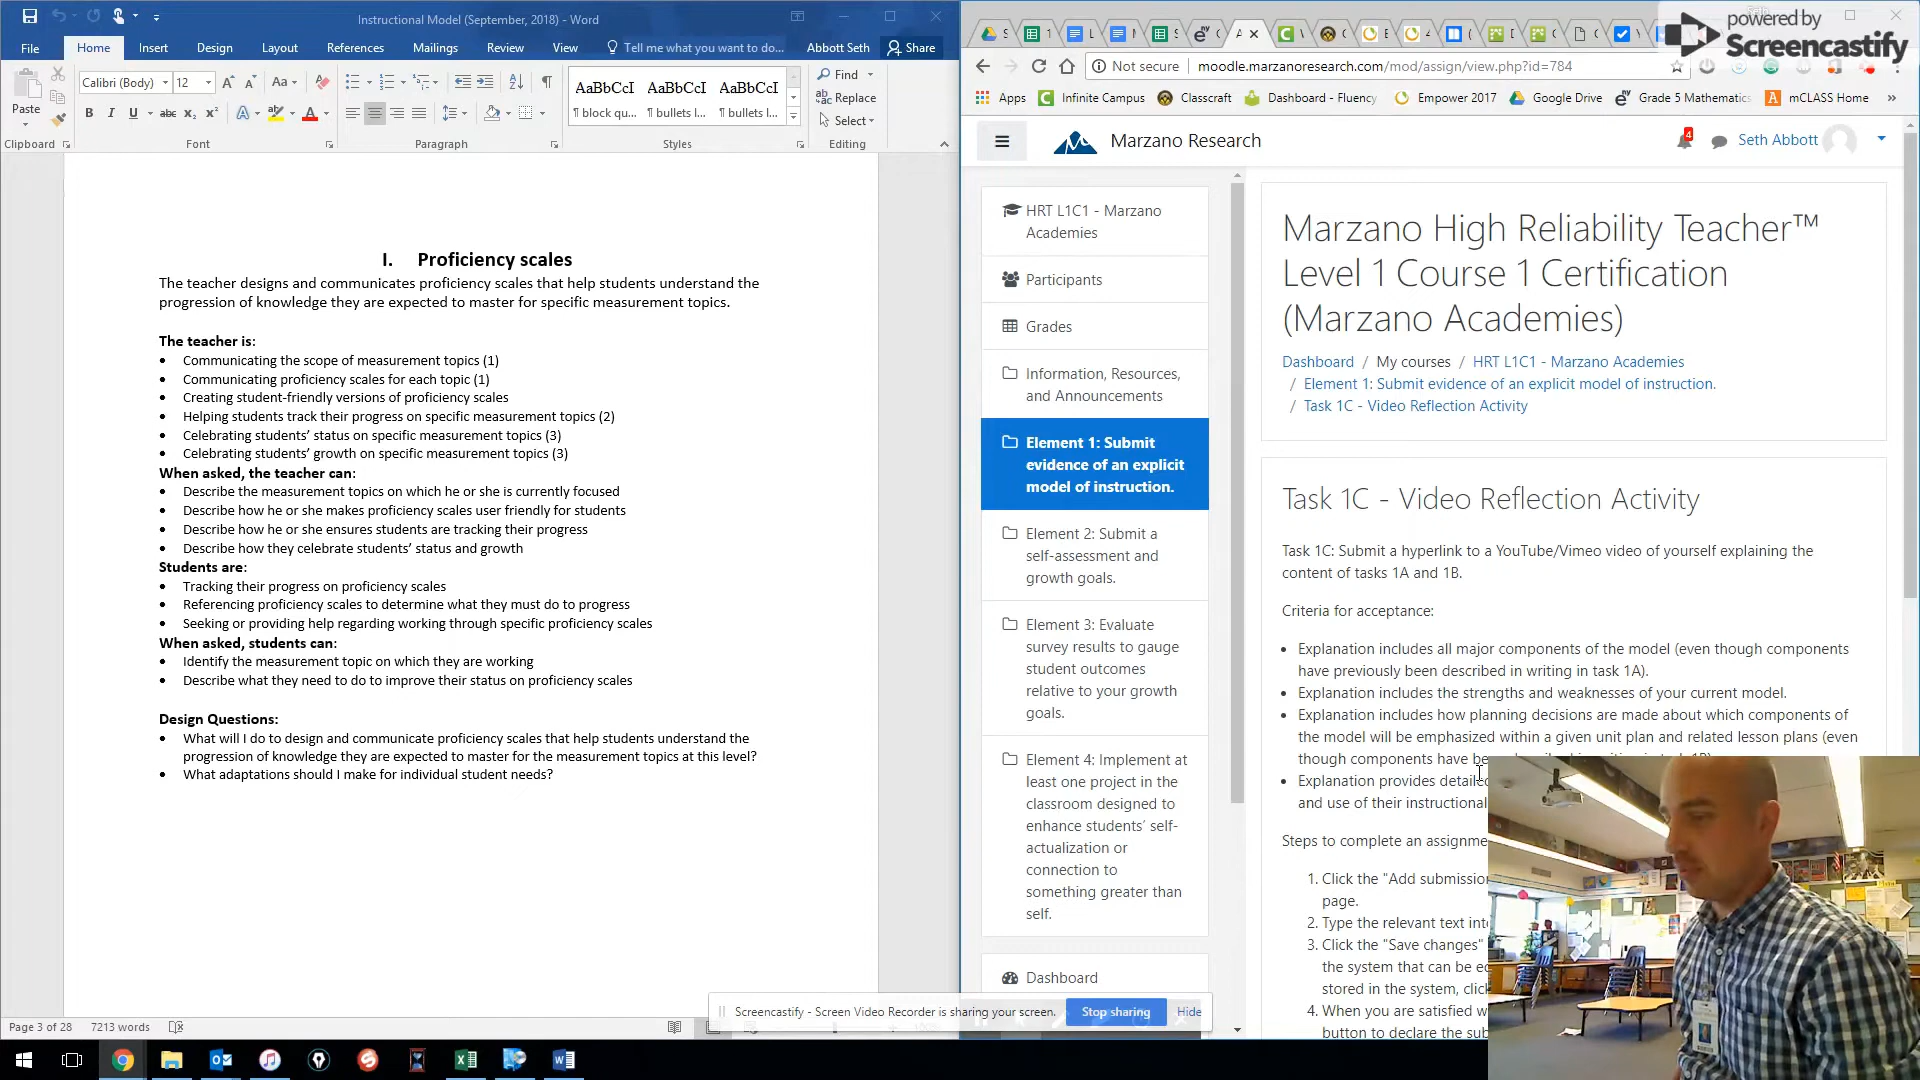 Instructional Model (September, 2018) - Word
File Home Insert Design Layout References Mailings Review View Tell me what you want to do... Abbott Seth Share
Paste
Calibri (Body) 12
Aa
B I U abc X₂ X²
AaBbCcI AaBbCcI AaBbCcI
¶ block qu... ¶ bullets l... ¶ bullets l...
Find
Replace
Select
Clipboard Font Paragraph Styles Editing
I. Proficiency scales
The teacher designs and communicates proficiency scales that help students understand the
progression of knowledge they are expected to master for specific measurement topics.
The teacher is:
• Communicating the scope of measurement topics (1)
• Communicating proficiency scales for each topic (1)
• Creating student-friendly versions of proficiency scales
• Helping students track their progress on specific measurement topics (2)
• Celebrating students’ status on specific measurement topics (3)
• Celebrating students’ growth on specific measurement topics (3)
When asked, the teacher can:
• Describe the measurement topics on which he or she is currently focused
• Describe how he or she makes proficiency scales user friendly for students
• Describe how he or she ensures students are tracking their progress
• Describe how they celebrate students’ status and growth
Students are:
• Tracking their progress on proficiency scales
• Referencing proficiency scales to determine what they must do to progress
• Seeking or providing help regarding working through specific proficiency scales
When asked, students can:
• Identify the measurement topic on which they are working
• Describe what they need to do to improve their status on proficiency scales
Design Questions:
• What will I do to design and communicate proficiency scales that help students understand the
progression of knowledge they are expected to master for the measurement topics at this level?
• What adaptations should I make for individual student needs?
Page 3 of 28 7213 words
Screencastify - Screen Video Recorder is sharing your screen. Stop sharing Hide
powered by
Screencastify
Not secure moodle.marzanoresearch.com/mod/assign/view.php?id=784
Apps Infinite Campus Classcraft Dashboard - Fluency Empower 2017 Google Drive Grade 5 Mathematics mCLASS Home »
Marzano Research
4
Seth Abbott
HRT L1C1 - Marzano
Academies
Participants
Grades
Information, Resources,
and Announcements
Element 1: Submit
evidence of an explicit
model of instruction.
Element 2: Submit a
self-assessment and
growth goals.
Element 3: Evaluate
survey results to gauge
student outcomes
relative to your growth
goals.
Element 4: Implement at
least one project in the
classroom designed to
enhance students’ self-
actualization or
connection to
something greater than
self.
Dashboard
Marzano High Reliability Teacher™
Level 1 Course 1 Certification
(Marzano Academies)
Dashboard / My courses / HRT L1C1 - Marzano Academies
/ Element 1: Submit evidence of an explicit model of instruction.
/ Task 1C - Video Reflection Activity
Task 1C - Video Reflection Activity
Task 1C: Submit a hyperlink to a YouTube/Vimeo video of yourself explaining the
content of tasks 1A and 1B.
Criteria for acceptance:
• Explanation includes all major components of the model (even though components
have previously been described in writing in task 1A).
• Explanation includes the strengths and weaknesses of your current model.
• Explanation includes how planning decisions are made about which components of
the model will be emphasized within a given unit plan and related lesson plans (even
though components have
• Explanation provides
and use of their instructional
Steps to complete an
1. Click the "Add
page.
2. Type the relevant text
3. Click the "Save changes"
the system that can be
stored in the system,
4. When you are satisfied
button to declare the